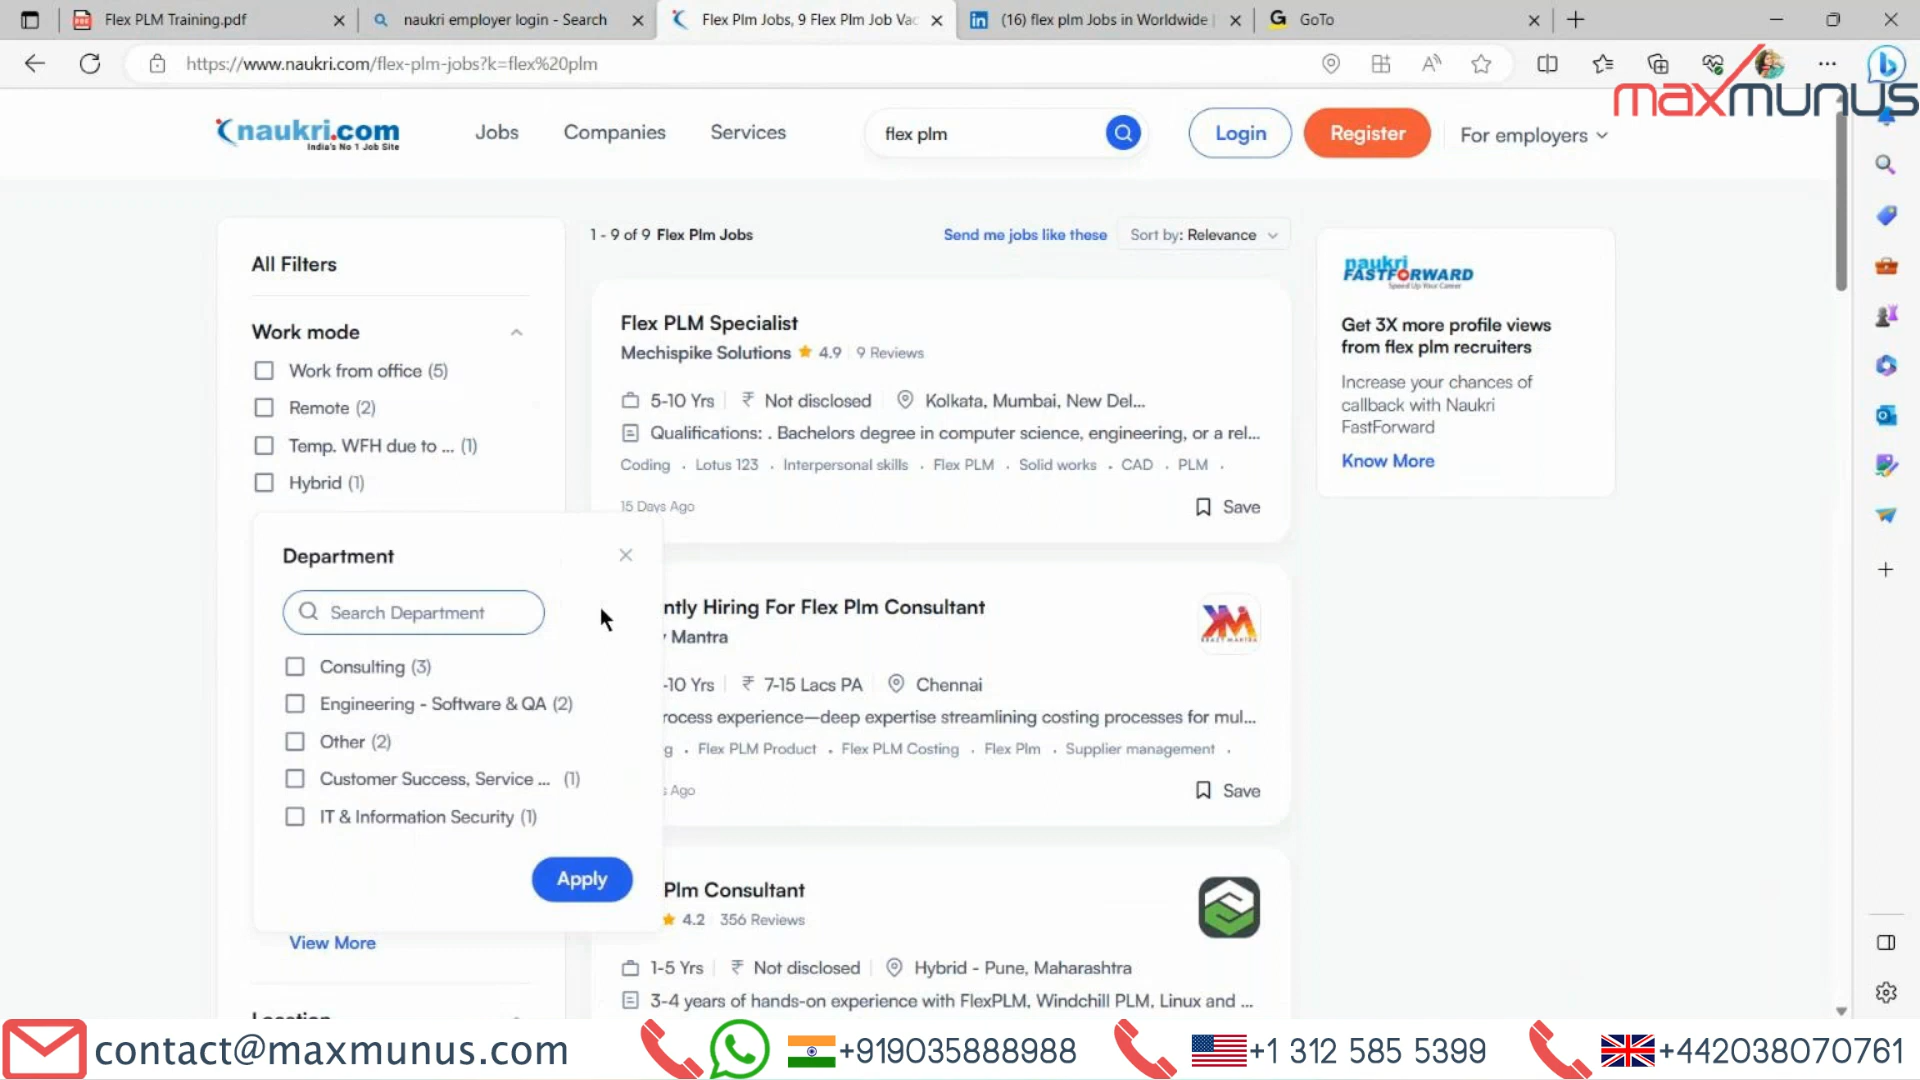 Flex PLM Training.pdf
naukri employer login - Search
Flex Plm Jobs, 9 Flex Plm Job Vac
(16) flex plm Jobs in Worldwide
GoTo
https://www.naukri.com/flex-plm-jobs?k=flex%20plm
maxmunus
naukri.com
India's No 1 Job Site
Jobs
Companies
Services
flex plm
Login
Register
For employers
All Filters
Work mode
Work from office (5)
Remote (2)
Temp. WFH due to ... (1)
Hybrid (1)
Department
Search Department
Consulting (3)
Engineering - Software & QA (2)
Other (2)
Customer Success, Service ... (1)
IT & Information Security (1)
Apply
View More
Location
1 - 9 of 9 Flex Plm Jobs
Send me jobs like these
Sort by: Relevance
Flex PLM Specialist
Mechispike Solutions 4.9 9 Reviews
5-10 Yrs ₹ Not disclosed Kolkata, Mumbai, New Del...
Qualifications: . Bachelors degree in computer science, engineering, or a rel...
Coding · Lotus 123 · Interpersonal skills · Flex PLM · Solid works · CAD · PLM ·
15 Days Ago
Save
ntly Hiring For Flex Plm Consultant
Mantra
-10 Yrs ₹ 7-15 Lacs PA Chennai
rocess experience—deep expertise streamlining costing processes for mul...
g · Flex PLM Product · Flex PLM Costing · Flex Plm · Supplier management ·
Ago
Save
Plm Consultant
4.2 356 Reviews
1-5 Yrs ₹ Not disclosed Hybrid - Pune, Maharashtra
3-4 years of hands-on experience with FlexPLM, Windchill PLM, Linux and ...
naukri
FASTFORWARD
Speed Up Your Career
Get 3X more profile views
from flex plm recruiters
Increase your chances of
callback with Naukri
FastForward
Know More
contact@maxmunus.com
+919035888988
+1 312 585 5399
+442038070761